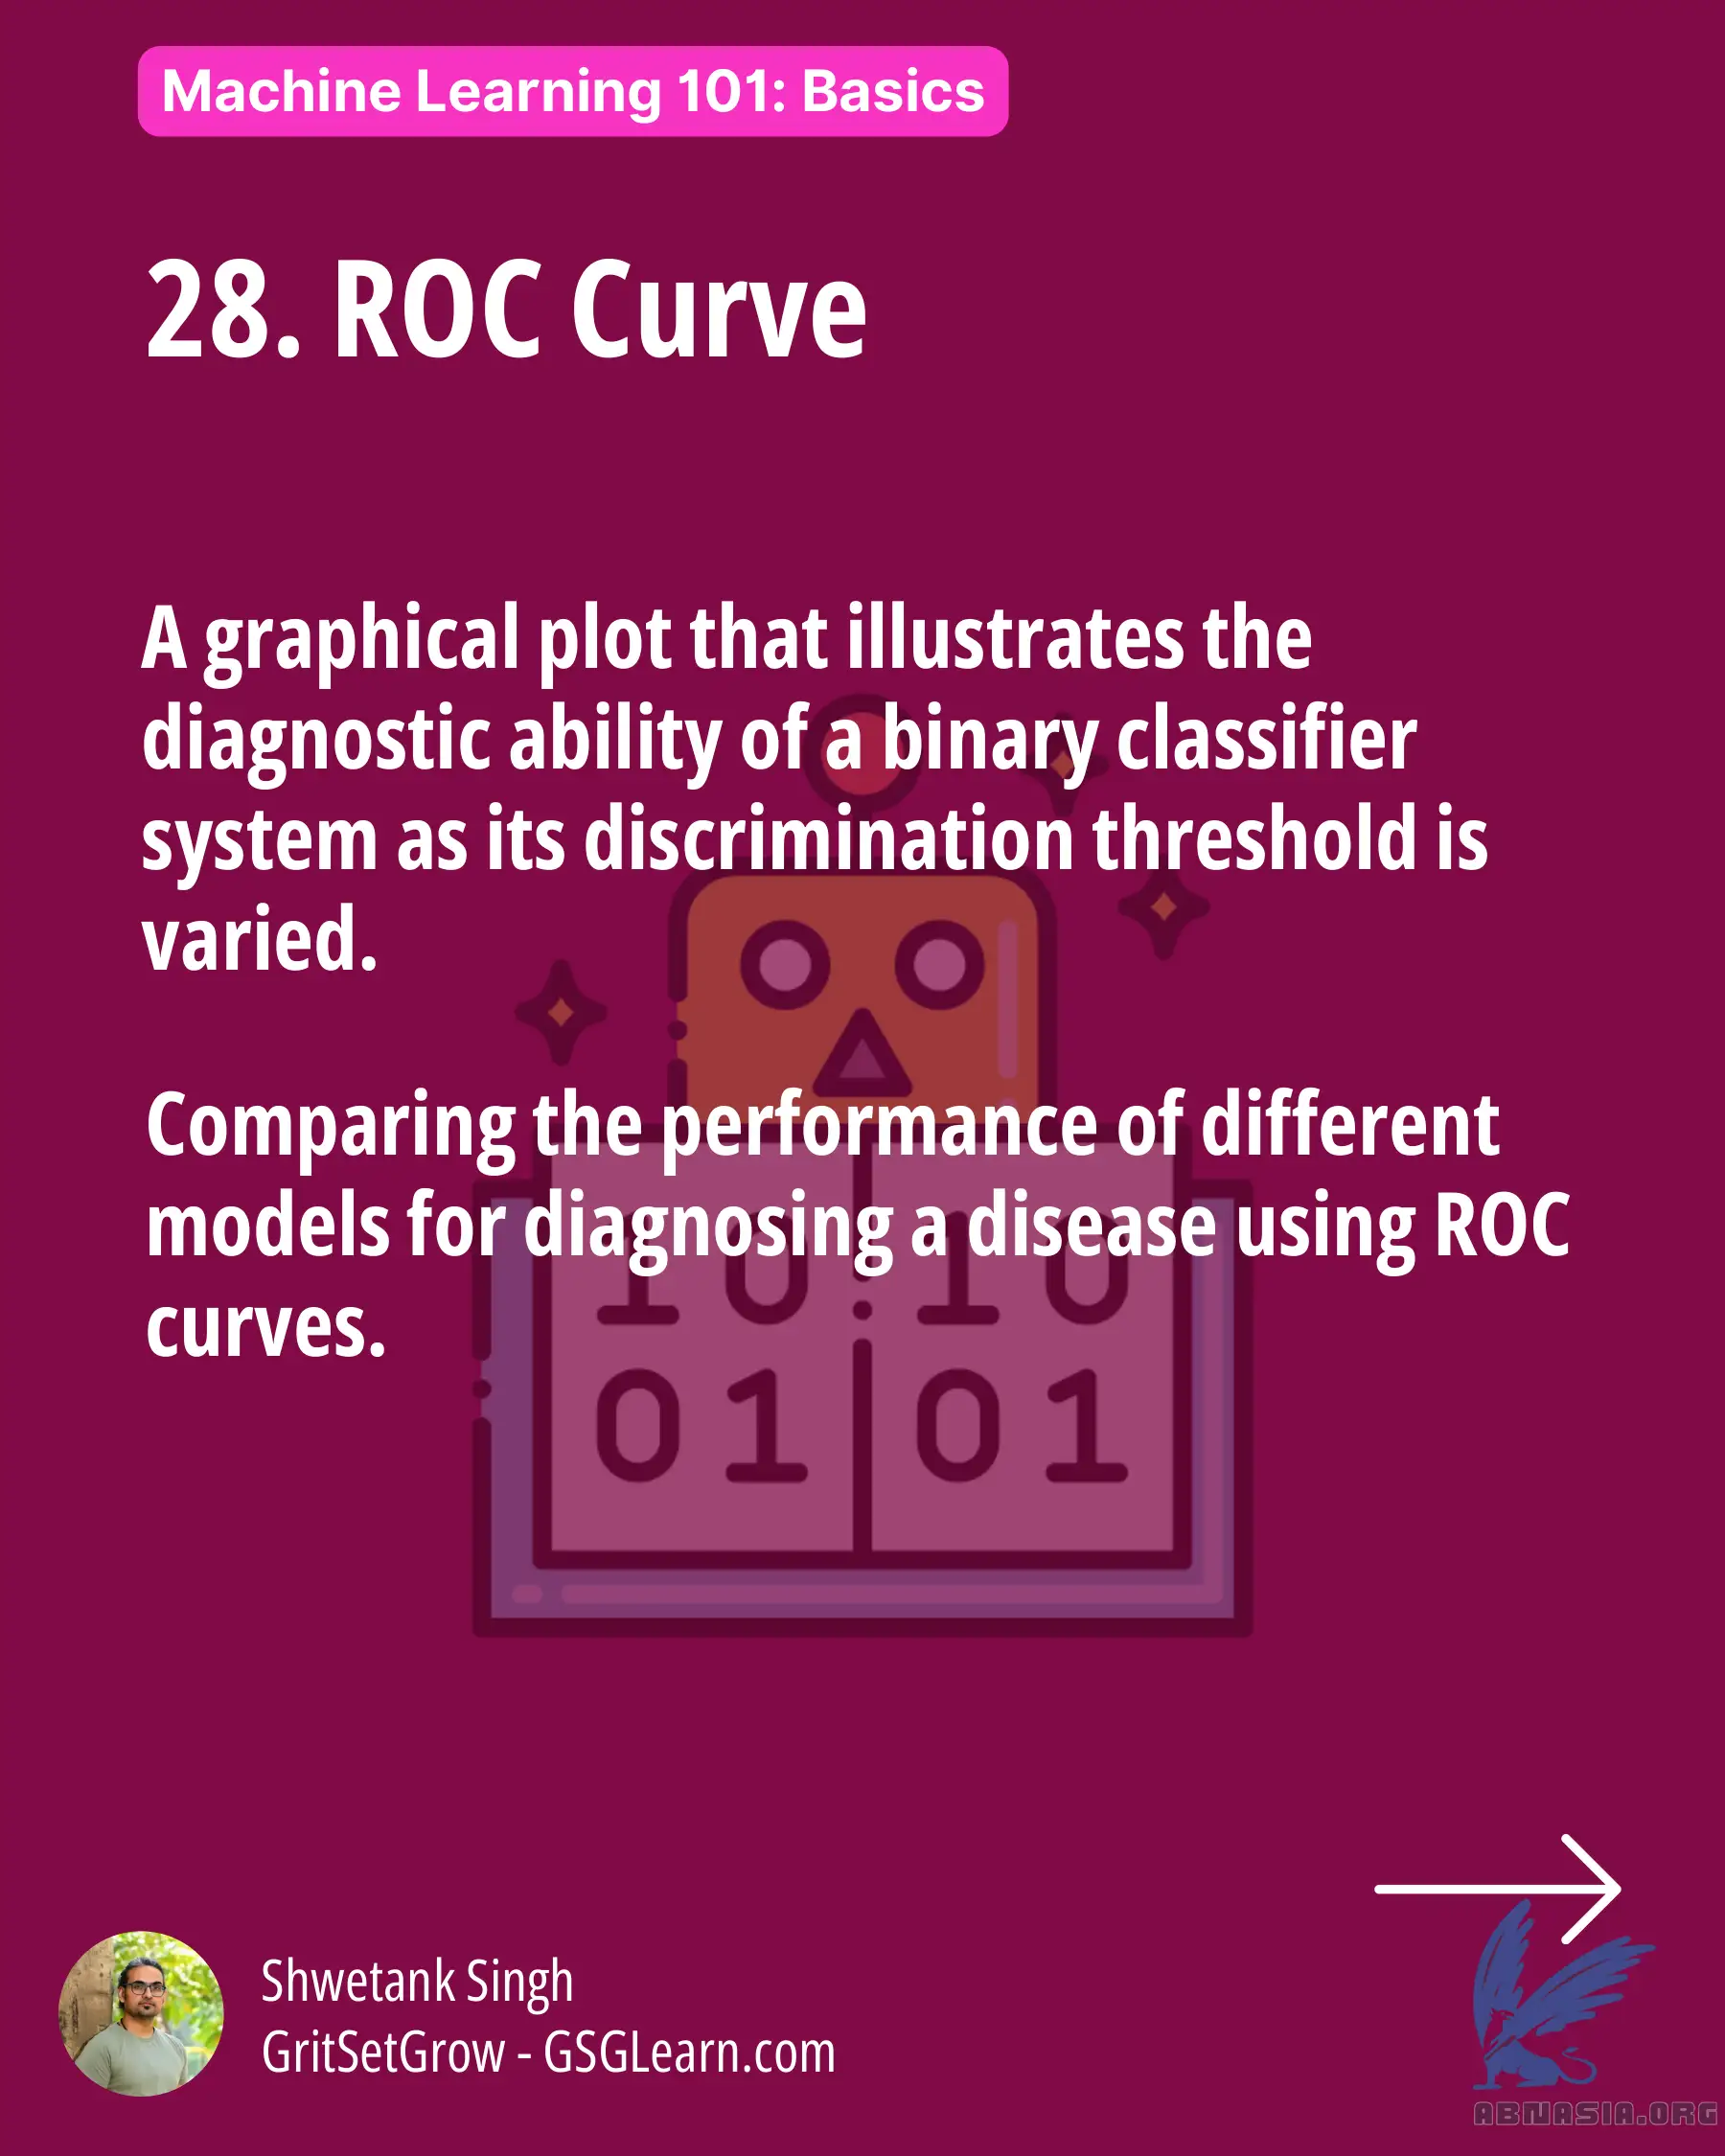 Machine Learning 101: Basics
28. ROC Curve
A graphical plot that illustrates the
diagnostic ability of a binary classifier
system as its discrimination threshold is
varied.
Comparing the performance of different
models for diagnosing a disease using ROC
curves.
10 10
01 01
Shwetank Singh
GritSetGrow - GSGLearn.com
ABNASIA.ORG